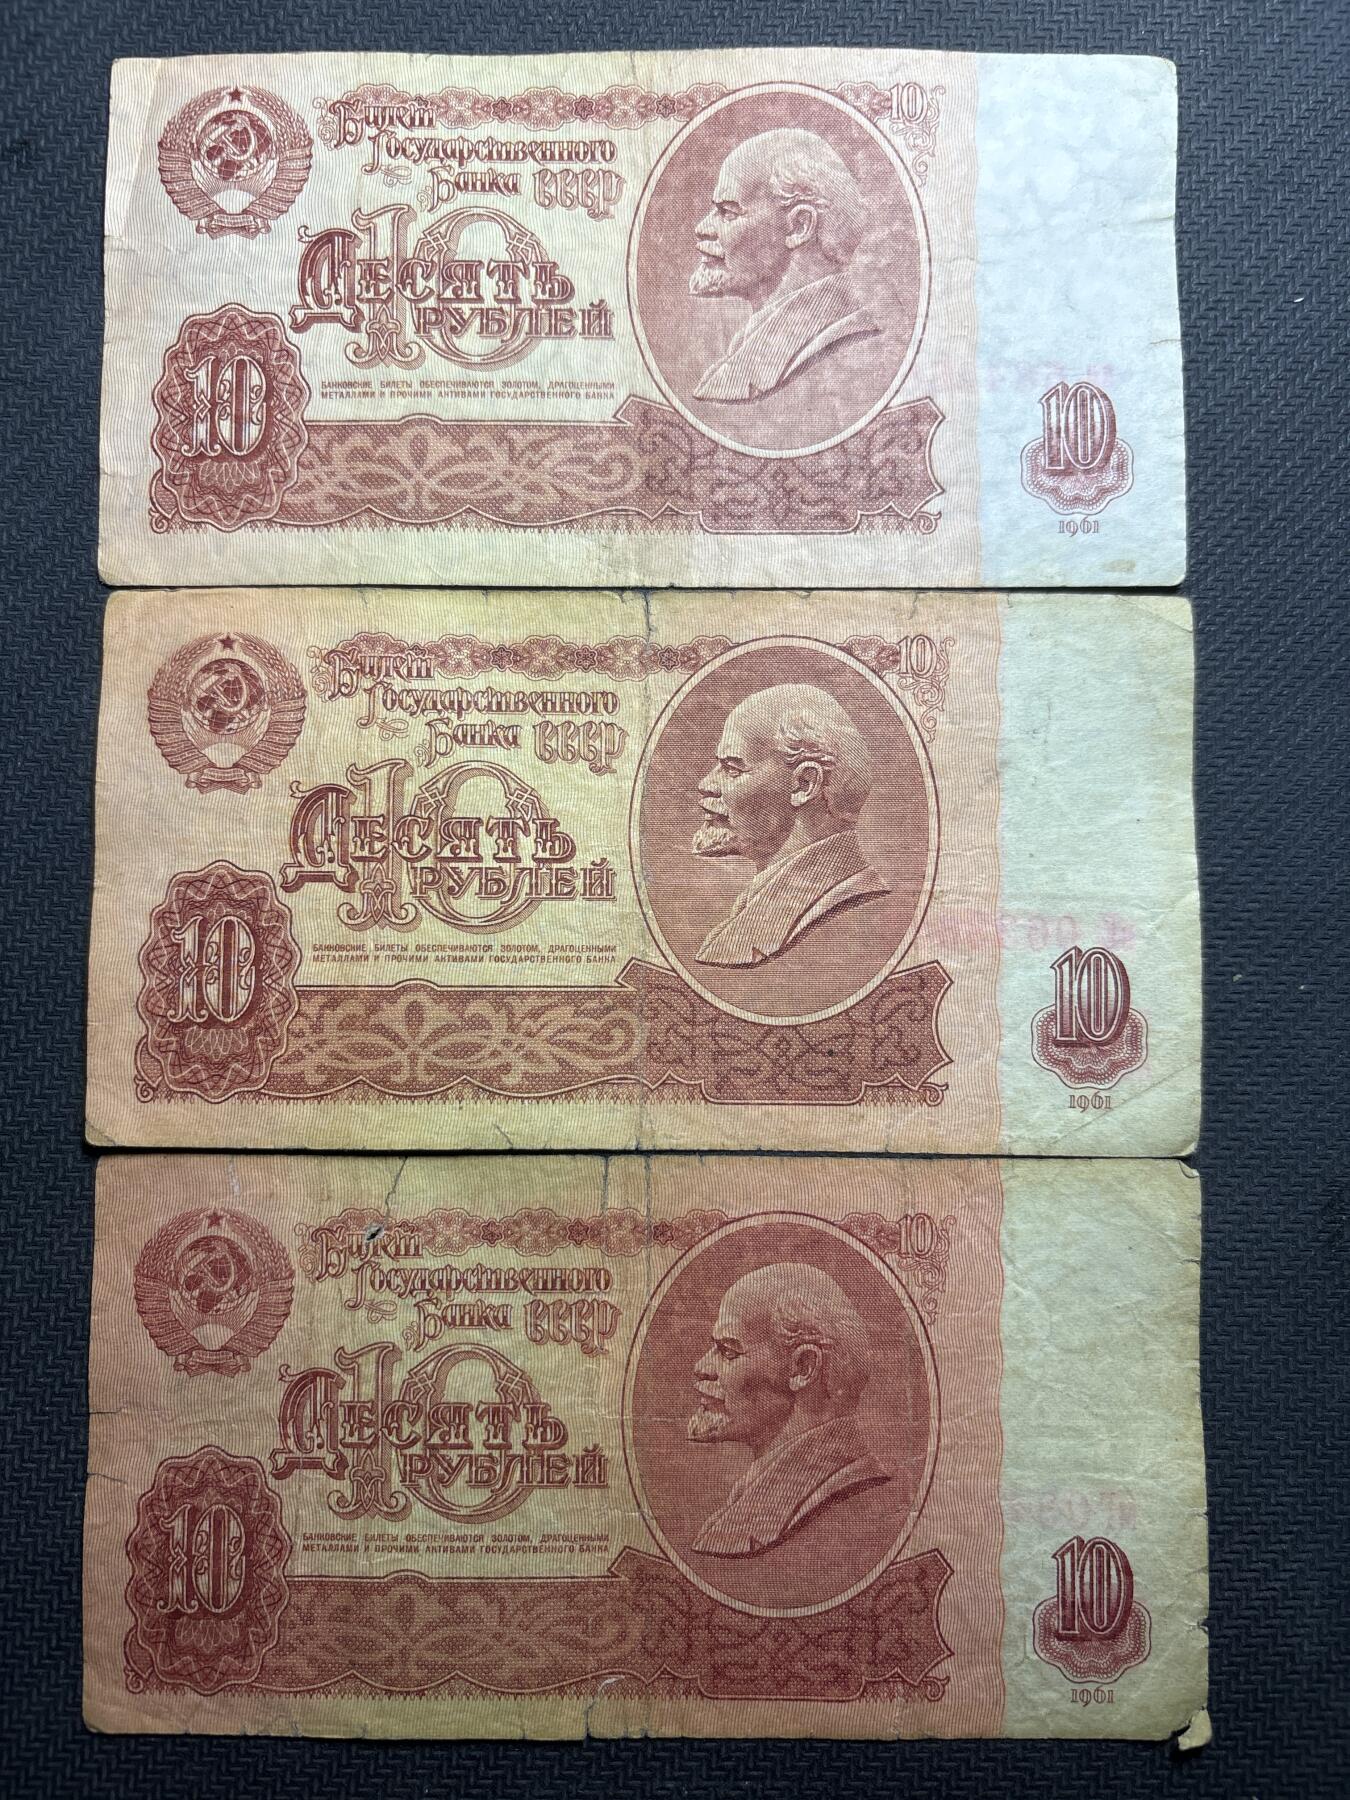 10
Билет
Государственного
Банка СССР
10
Десять
рублей
10
БАНКОВСКИЕ БИЛЕТЫ ОБЕСПЕЧИВАЮТСЯ ЗОЛОТОМ, ДРАГОЦЕННЫМИ
МЕТАЛЛАМИ И ПРОЧИМИ АКТИВАМИ ГОСУДАРСТВЕННОГО БАНКА
10
1961
10
Билет
Государственного
Банка СССР
10
Десять
рублей
10
БАНКОВСКИЕ БИЛЕТЫ ОБЕСПЕЧИВАЮТСЯ ЗОЛОТОМ, ДРАГОЦЕННЫМИ
МЕТАЛЛАМИ И ПРОЧИМИ АКТИВАМИ ГОСУДАРСТВЕННОГО БАНКА
10
1961
10
Билет
Государственного
Банка СССР
10
Десять
рублей
10
БАНКОВСКИЕ БИЛЕТЫ ОБЕСПЕЧИВАЮТСЯ ЗОЛОТОМ, ДРАГОЦЕННЫМИ
МЕТАЛЛАМИ И ПРОЧИМИ АКТИВАМИ ГОСУДАРСТВЕННОГО БАНКА
10
1961